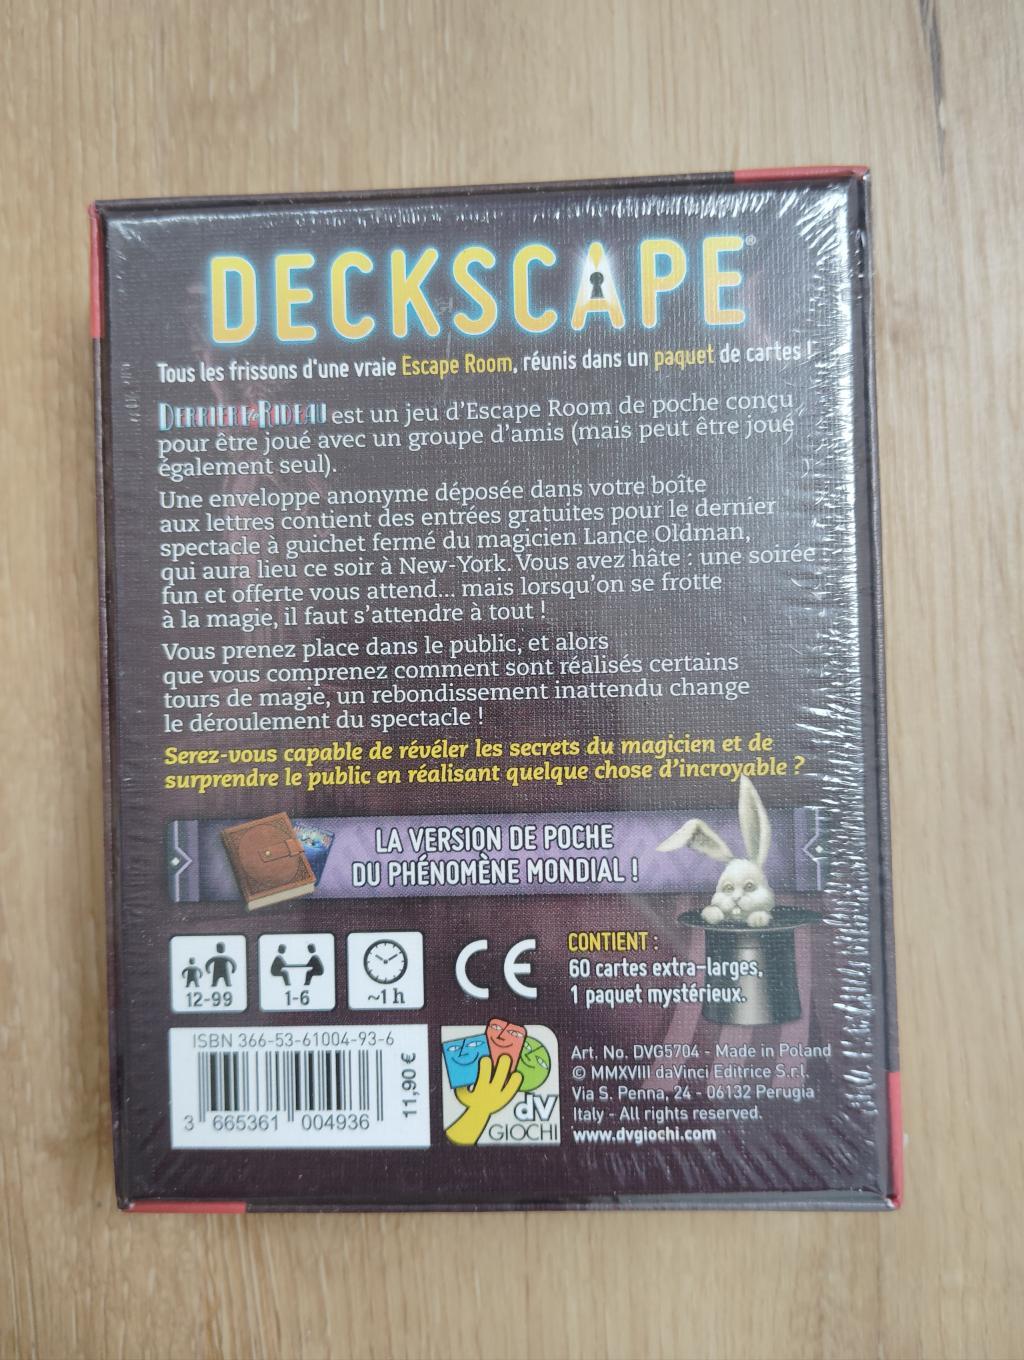 DECKSCAPE®
Tous les frissons d'une vraie Escape Room, réunis dans un paquet de cartes !
DERRIERE LE RIDEAU est un jeu d'Escape Room de poche conçu
pour être joué avec un groupe d'amis (mais peut être joué
également seul).
Une enveloppe anonyme déposée dans votre boîte
aux lettres contient des entrées gratuites pour le dernier
spectacle à guichet fermé du magicien Lance Oldman,
qui aura lieu ce soir à New-York. Vous avez hâte : une soirée
fun et offerte vous attend... mais lorsqu'on se frotte
à la magie, il faut s'attendre à tout !
Vous prenez place dans le public, et alors
que vous comprenez comment sont réalisés certains
tours de magie, un rebondissement inattendu change
le déroulement du spectacle !
Serez-vous capable de révéler les secrets du magicien et de
surprendre le public en réalisant quelque chose d'incroyable ?
LA VERSION DE POCHE
DU PHÉNOMÈNE MONDIAL !
12-99
1-6
~1 h
CE
CONTIENT :
60 cartes extra-larges,
1 paquet mystérieux.
ISBN 366-53-61004-93-6
3 665361 004936
11,90 €
dV
GIOCHI
Art. No. DVG5704 - Made in Poland
© MMXVIII daVinci Editrice S.r.l.
Via S. Penna, 24 - 06132 Perugia
Italy - All rights reserved.
www.dvgiochi.com